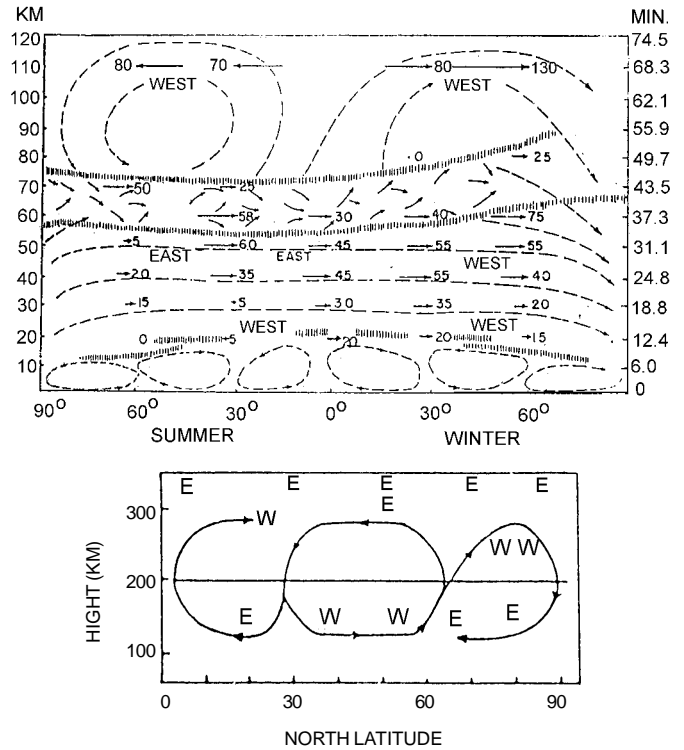 KM MIN.
120 74.5
110 80 70 80 130 68.3
WEST WEST
100 62.1
90 55.9
80 0 25 49.7
70 50 25 43.5
60 58 30 40 75 37.3
50 5 60 45 55 55 31.1
EAST EAST WEST
40 20 35 45 55 40 24.8
30 15 5 30 35 20 18.8
WEST WEST
20 0 5 20 20 15 12.4
10 6.0
0
90° 60° 30° 0° 30° 60°
SUMMER WINTER
E E E E E
E
300 W
W W
200
E W W E E
100
HIGHT (KM)
0 30 60 90
NORTH LATITUDE